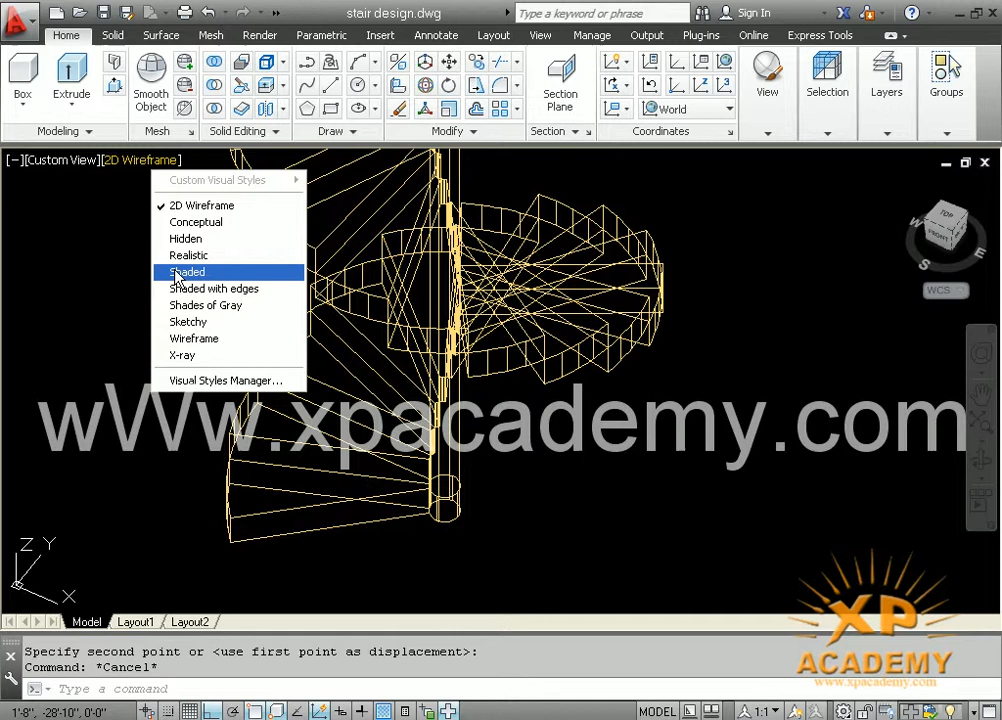 stair design.dwg
Type a keyword or phrase
Sign In
Home Solid Surface Mesh Render Parametric Insert Annotate Layout View Manage Output Plug-ins Online Express Tools
Box
Extrude
Smooth Object
Section Plane
World
View
Selection
Layers
Groups
Modeling
Mesh
Solid Editing
Draw
Modify
Section
Coordinates
[−][Custom View][2D Wireframe]
Custom Visual Styles
2D Wireframe
Conceptual
Hidden
Realistic
Shaded
Shaded with edges
Shades of Gray
Sketchy
Wireframe
X-ray
Visual Styles Manager...
TOP
FRONT
W
S
E
WCS
wWw.xpacademy.com
Z Y
X
XP
ACADEMY
www.xpacademy.com
Model Layout1 Layout2
Specify second point or <use first point as displacement>:
Command: *Cancel*
Type a command
1'-8", -28'-10", 0'-0"
MODEL
1:1